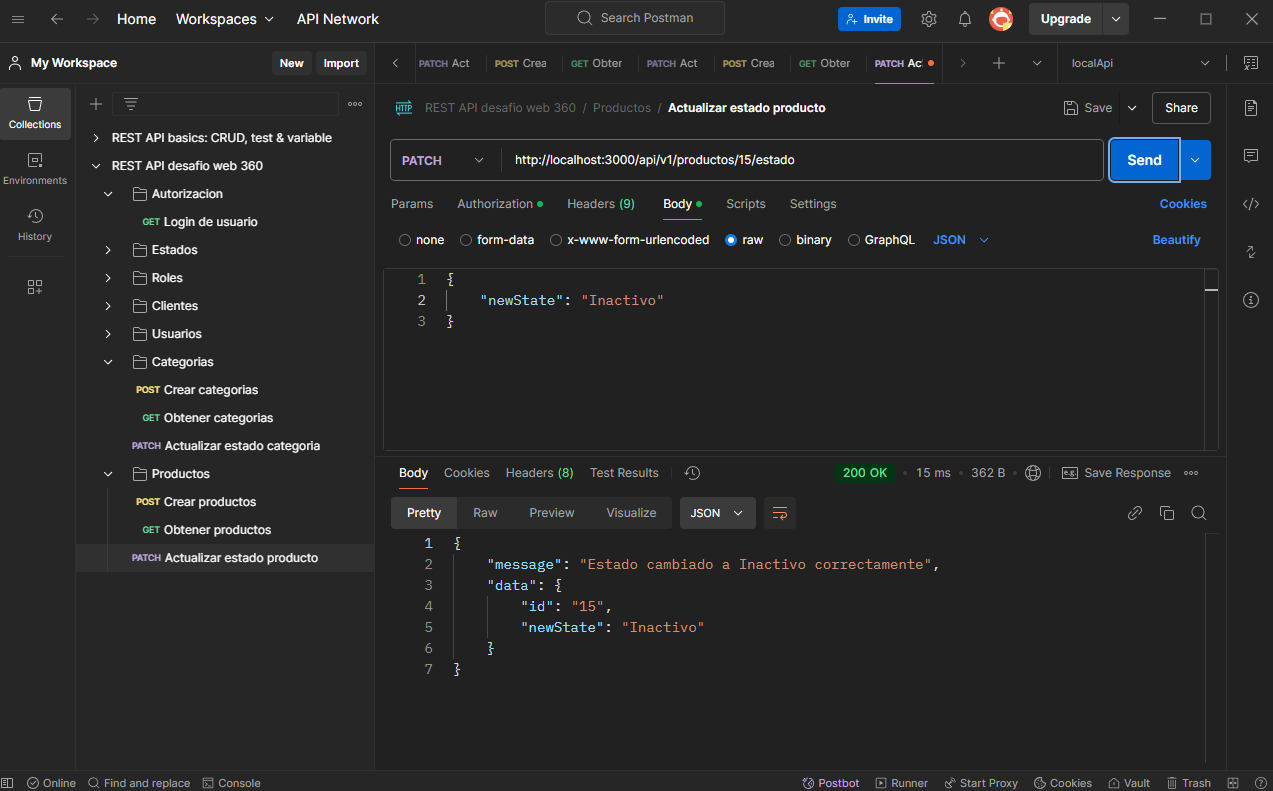 Home Workspaces API Network Search Postman Invite Upgrade
My Workspace New Import PATCH Act POST Crea GET Obter PATCH Act POST Crea GET Obter PATCH Ac localApi
Collections
Environments
History
REST API basics: CRUD, test & variable
REST API desafio web 360
Autorizacion
GET Login de usuario
Estados
Roles
Clientes
Usuarios
Categorias
POST Crear categorias
GET Obtener categorias
PATCH Actualizar estado categoria
Productos
POST Crear productos
GET Obtener productos
PATCH Actualizar estado producto
HTTP REST API desafio web 360 / Productos / Actualizar estado producto Save Share
PATCH http://localhost:3000/api/v1/productos/15/estado Send
Params Authorization Headers (9) Body Scripts Settings Cookies
none form-data x-www-form-urlencoded raw binary GraphQL JSON Beautify
1 {
2 "newState": "Inactivo"
3 }
Body Cookies Headers (8) Test Results 200 OK 15 ms 362 B e.g. Save Response
Pretty Raw Preview Visualize JSON
1 {
2 "message": "Estado cambiado a Inactivo correctamente",
3 "data": {
4 "id": "15",
5 "newState": "Inactivo"
6 }
7 }
Online Find and replace Console Postbot Runner Start Proxy Cookies Vault Trash